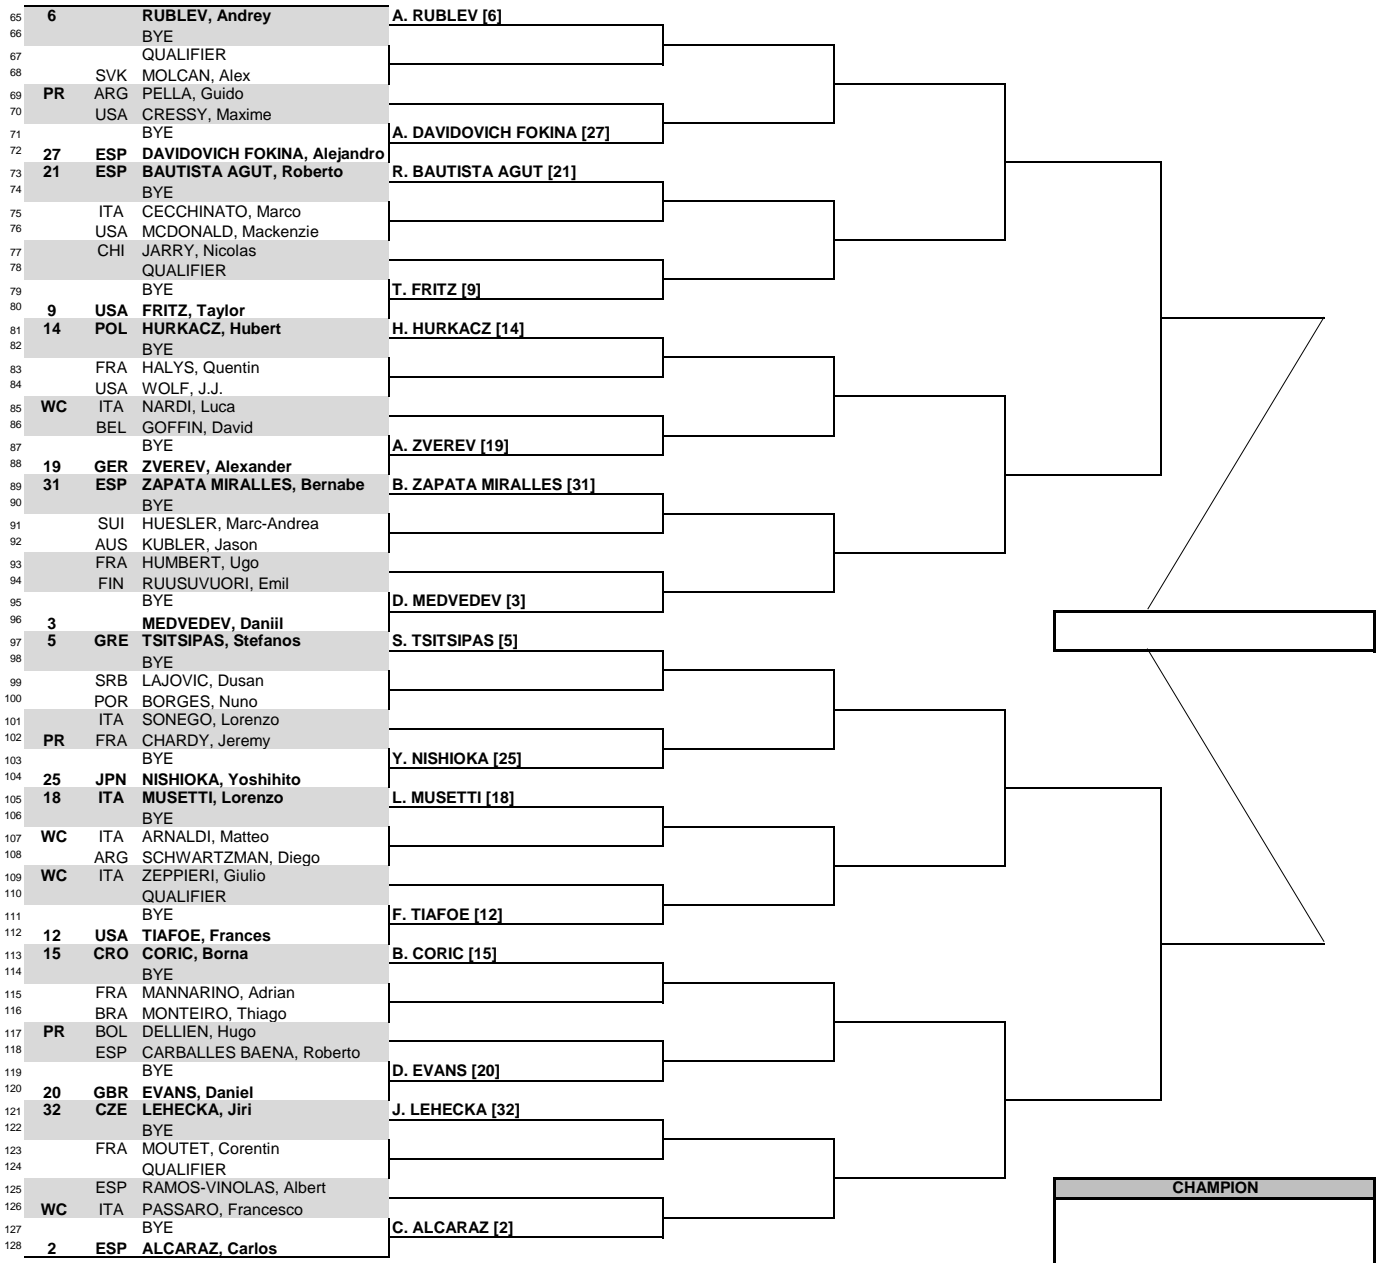 65 6 RUBLEV, Andrey A. RUBLEV [6]
66 BYE
67 QUALIFIER
68 SVK MOLCAN, Alex
69 PR ARG PELLA, Guido
70 USA CRESSY, Maxime
71 BYE A. DAVIDOVICH FOKINA [27]
72 27 ESP DAVIDOVICH FOKINA, Alejandro
73 21 ESP BAUTISTA AGUT, Roberto R. BAUTISTA AGUT [21]
74 BYE
75 ITA CECCHINATO, Marco
76 USA MCDONALD, Mackenzie
77 CHI JARRY, Nicolas
78 QUALIFIER
79 BYE T. FRITZ [9]
80 9 USA FRITZ, Taylor
81 14 POL HURKACZ, Hubert H. HURKACZ [14]
82 BYE
83 FRA HALYS, Quentin
84 USA WOLF, J.J.
85 WC ITA NARDI, Luca
86 BEL GOFFIN, David
87 BYE A. ZVEREV [19]
88 19 GER ZVEREV, Alexander
89 31 ESP ZAPATA MIRALLES, Bernabe B. ZAPATA MIRALLES [31]
90 BYE
91 SUI HUESLER, Marc-Andrea
92 AUS KUBLER, Jason
93 FRA HUMBERT, Ugo
94 FIN RUUSUVUORI, Emil
95 BYE D. MEDVEDEV [3]
96 3 MEDVEDEV, Daniil
97 5 GRE TSITSIPAS, Stefanos S. TSITSIPAS [5]
98 BYE
99 SRB LAJOVIC, Dusan
100 POR BORGES, Nuno
101 ITA SONEGO, Lorenzo
102 PR FRA CHARDY, Jeremy
103 BYE Y. NISHIOKA [25]
104 25 JPN NISHIOKA, Yoshihito
105 18 ITA MUSETTI, Lorenzo L. MUSETTI [18]
106 BYE
107 WC ITA ARNALDI, Matteo
108 ARG SCHWARTZMAN, Diego
109 WC ITA ZEPPIERI, Giulio
110 QUALIFIER
111 BYE F. TIAFOE [12]
112 12 USA TIAFOE, Frances
113 15 CRO CORIC, Borna B. CORIC [15]
114 BYE
115 FRA MANNARINO, Adrian
116 BRA MONTEIRO, Thiago
117 PR BOL DELLIEN, Hugo
118 ESP CARBALLES BAENA, Roberto
119 BYE D. EVANS [20]
120 20 GBR EVANS, Daniel
121 32 CZE LEHECKA, Jiri J. LEHECKA [32]
122 BYE
123 FRA MOUTET, Corentin
124 QUALIFIER
125 ESP RAMOS-VINOLAS, Albert CHAMPION
126 WC ITA PASSARO, Francesco
127 BYE C. ALCARAZ [2]
128 2 ESP ALCARAZ, Carlos